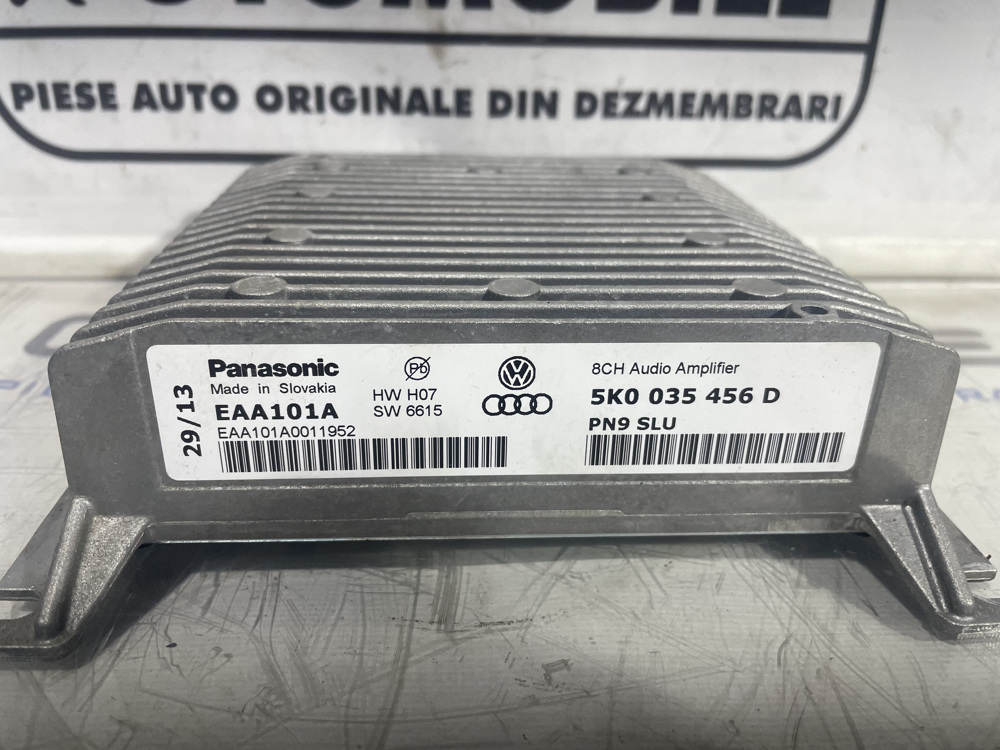 PIESE AUTO ORIGINALE DIN DEZMEMBRARI
29/13
Panasonic
Made in Slovakia
EAA101A
EAA101A0011952
Pb
HW H07
SW 6615
8CH Audio Amplifier
5K0 035 456 D
PN9 SLU